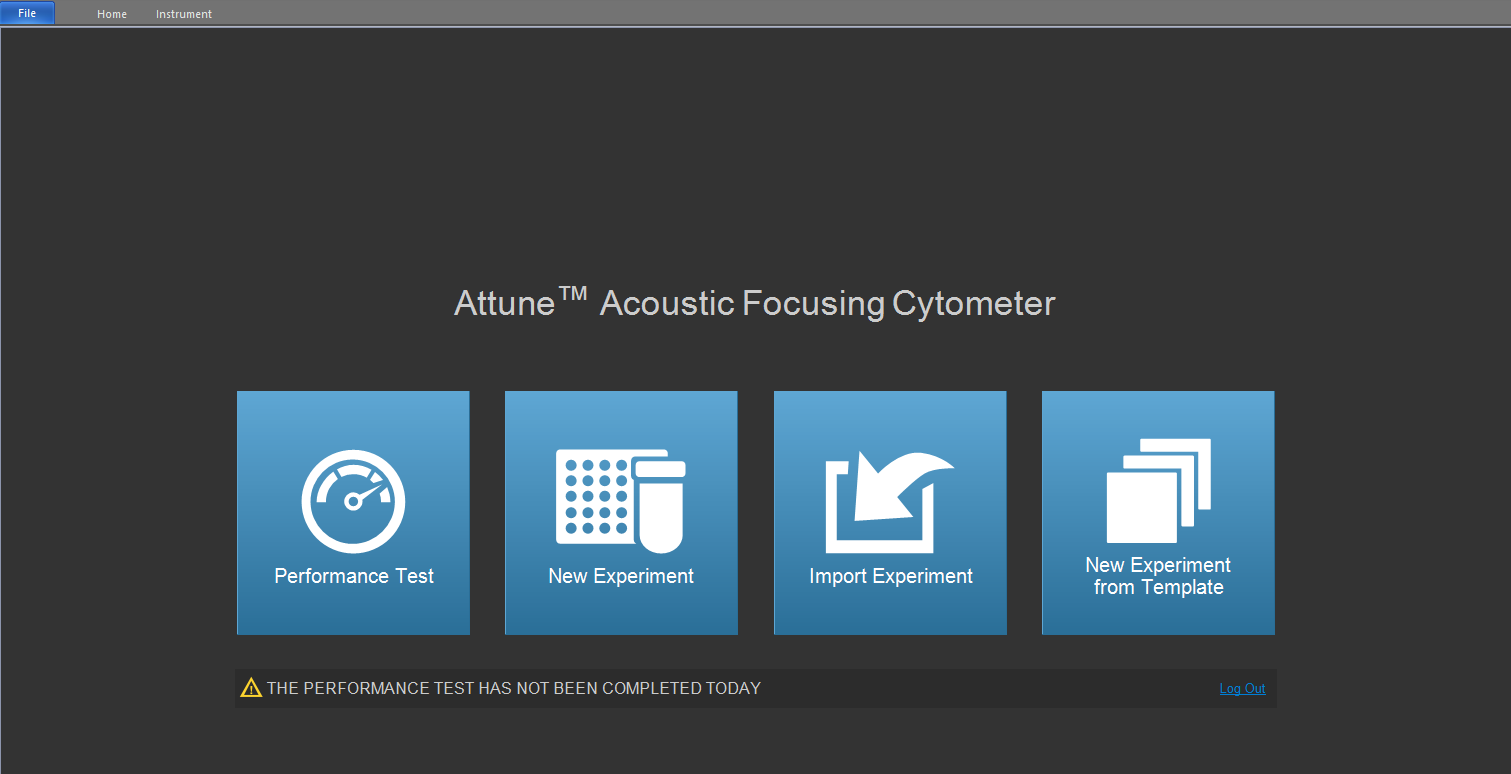 File Home Instrument
Attune™ Acoustic Focusing Cytometer
Performance Test
New Experiment
Import Experiment
New Experiment
from Template
THE PERFORMANCE TEST HAS NOT BEEN COMPLETED TODAY
Log Out